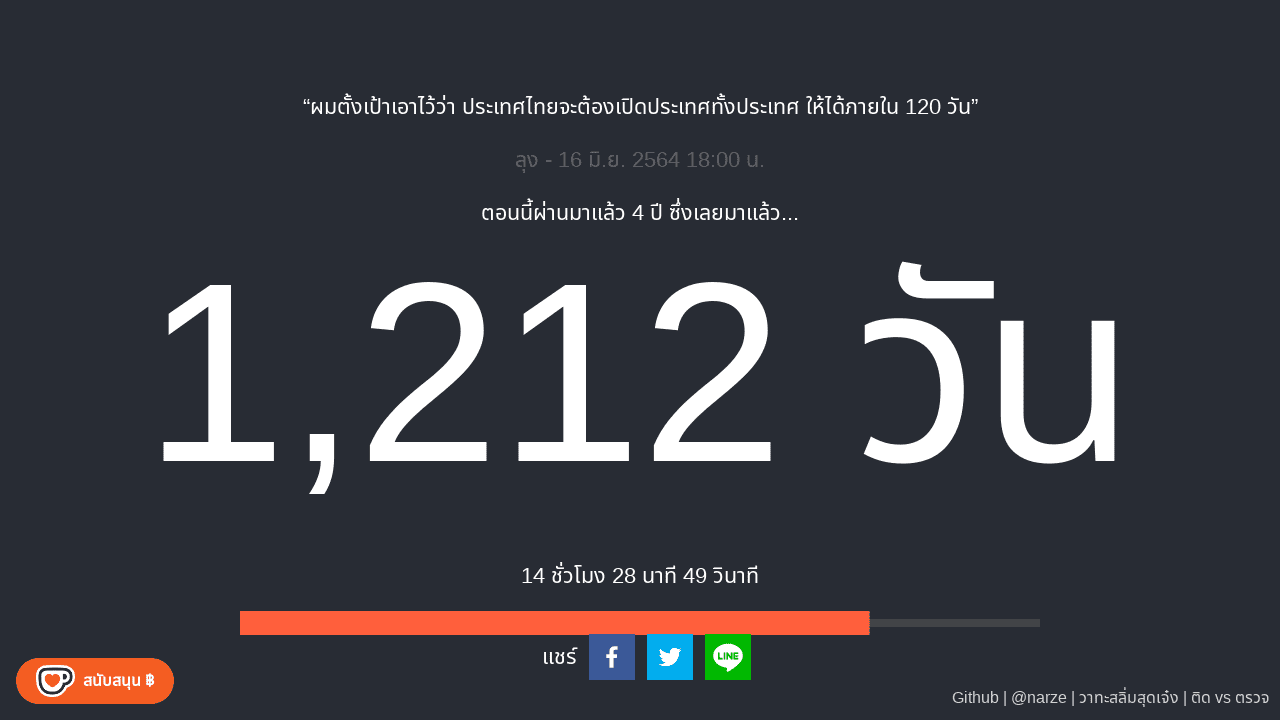 “ผมตั้งเป้าเอาไว้ว่า ประเทศไทยจะต้องเปิดประเทศทั้งประเทศ ให้ได้ภายใน 120 วัน”
ลุง - 16 มิ.ย. 2564 18:00 น.
ตอนนี้ผ่านมาแล้ว 4 ปี ซึ่งเลยมาแล้ว...
1,212 วัน
14 ชั่วโมง 28 นาที 49 วินาที
แชร์
LINE
สนับสนุน ฿
Github | @narze | วาทะสลิ่มสุดเจ๋ง | ติด vs ตรวจ